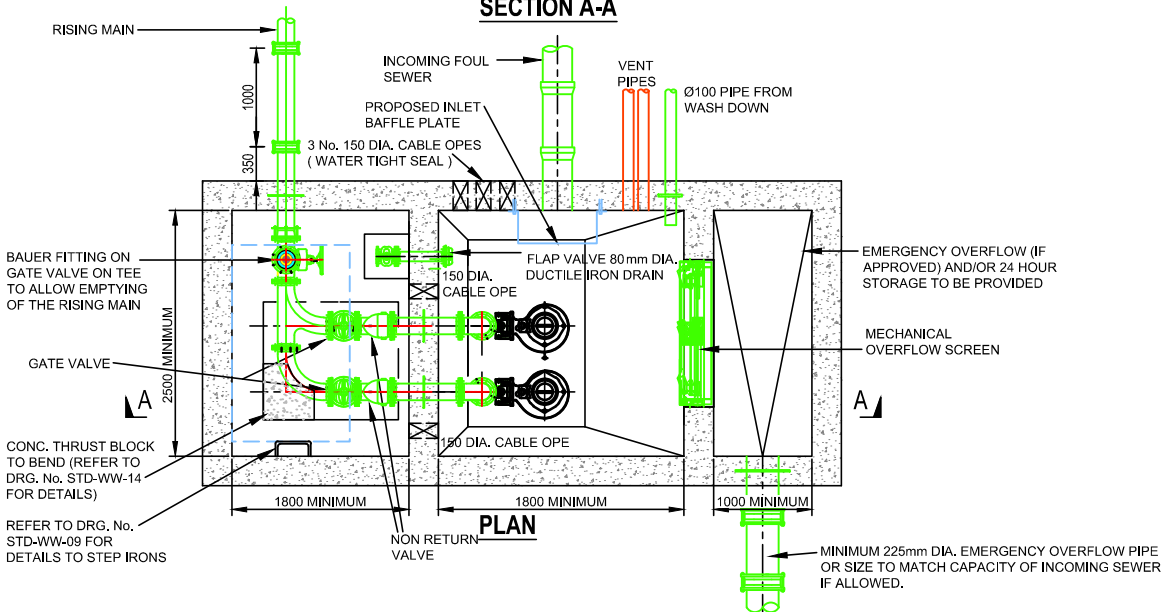 SECTION A-A
RISING MAIN
INCOMING FOUL
SEWER
VENT
PIPES
Ø100 PIPE FROM
WASH DOWN
PROPOSED INLET
BAFFLE PLATE
3 No. 150 DIA. CABLE OPES
( WATER TIGHT SEAL )
1000
350
BAUER FITTING ON
GATE VALVE ON TEE
TO ALLOW EMPTYING
OF THE RISING MAIN
FLAP VALVE 80mm DIA.
DUCTILE IRON DRAIN
150 DIA.
CABLE OPE
EMERGENCY OVERFLOW (IF
APPROVED) AND/OR 24 HOUR
STORAGE TO BE PROVIDED
MECHANICAL
OVERFLOW SCREEN
GATE VALVE
2500 MINIMUM
A
A
150 DIA. CABLE OPE
CONC. THRUST BLOCK
TO BEND (REFER TO
DRG. No. STD-WW-14
FOR DETAILS)
1800 MINIMUM
1800 MINIMUM
1000 MINIMUM
REFER TO DRG. No.
STD-WW-09 FOR
DETAILS TO STEP IRONS
NON RETURN
VALVE
PLAN
MINIMUM 225mm DIA. EMERGENCY OVERFLOW PIPE
OR SIZE TO MATCH CAPACITY OF INCOMING SEWER
IF ALLOWED.